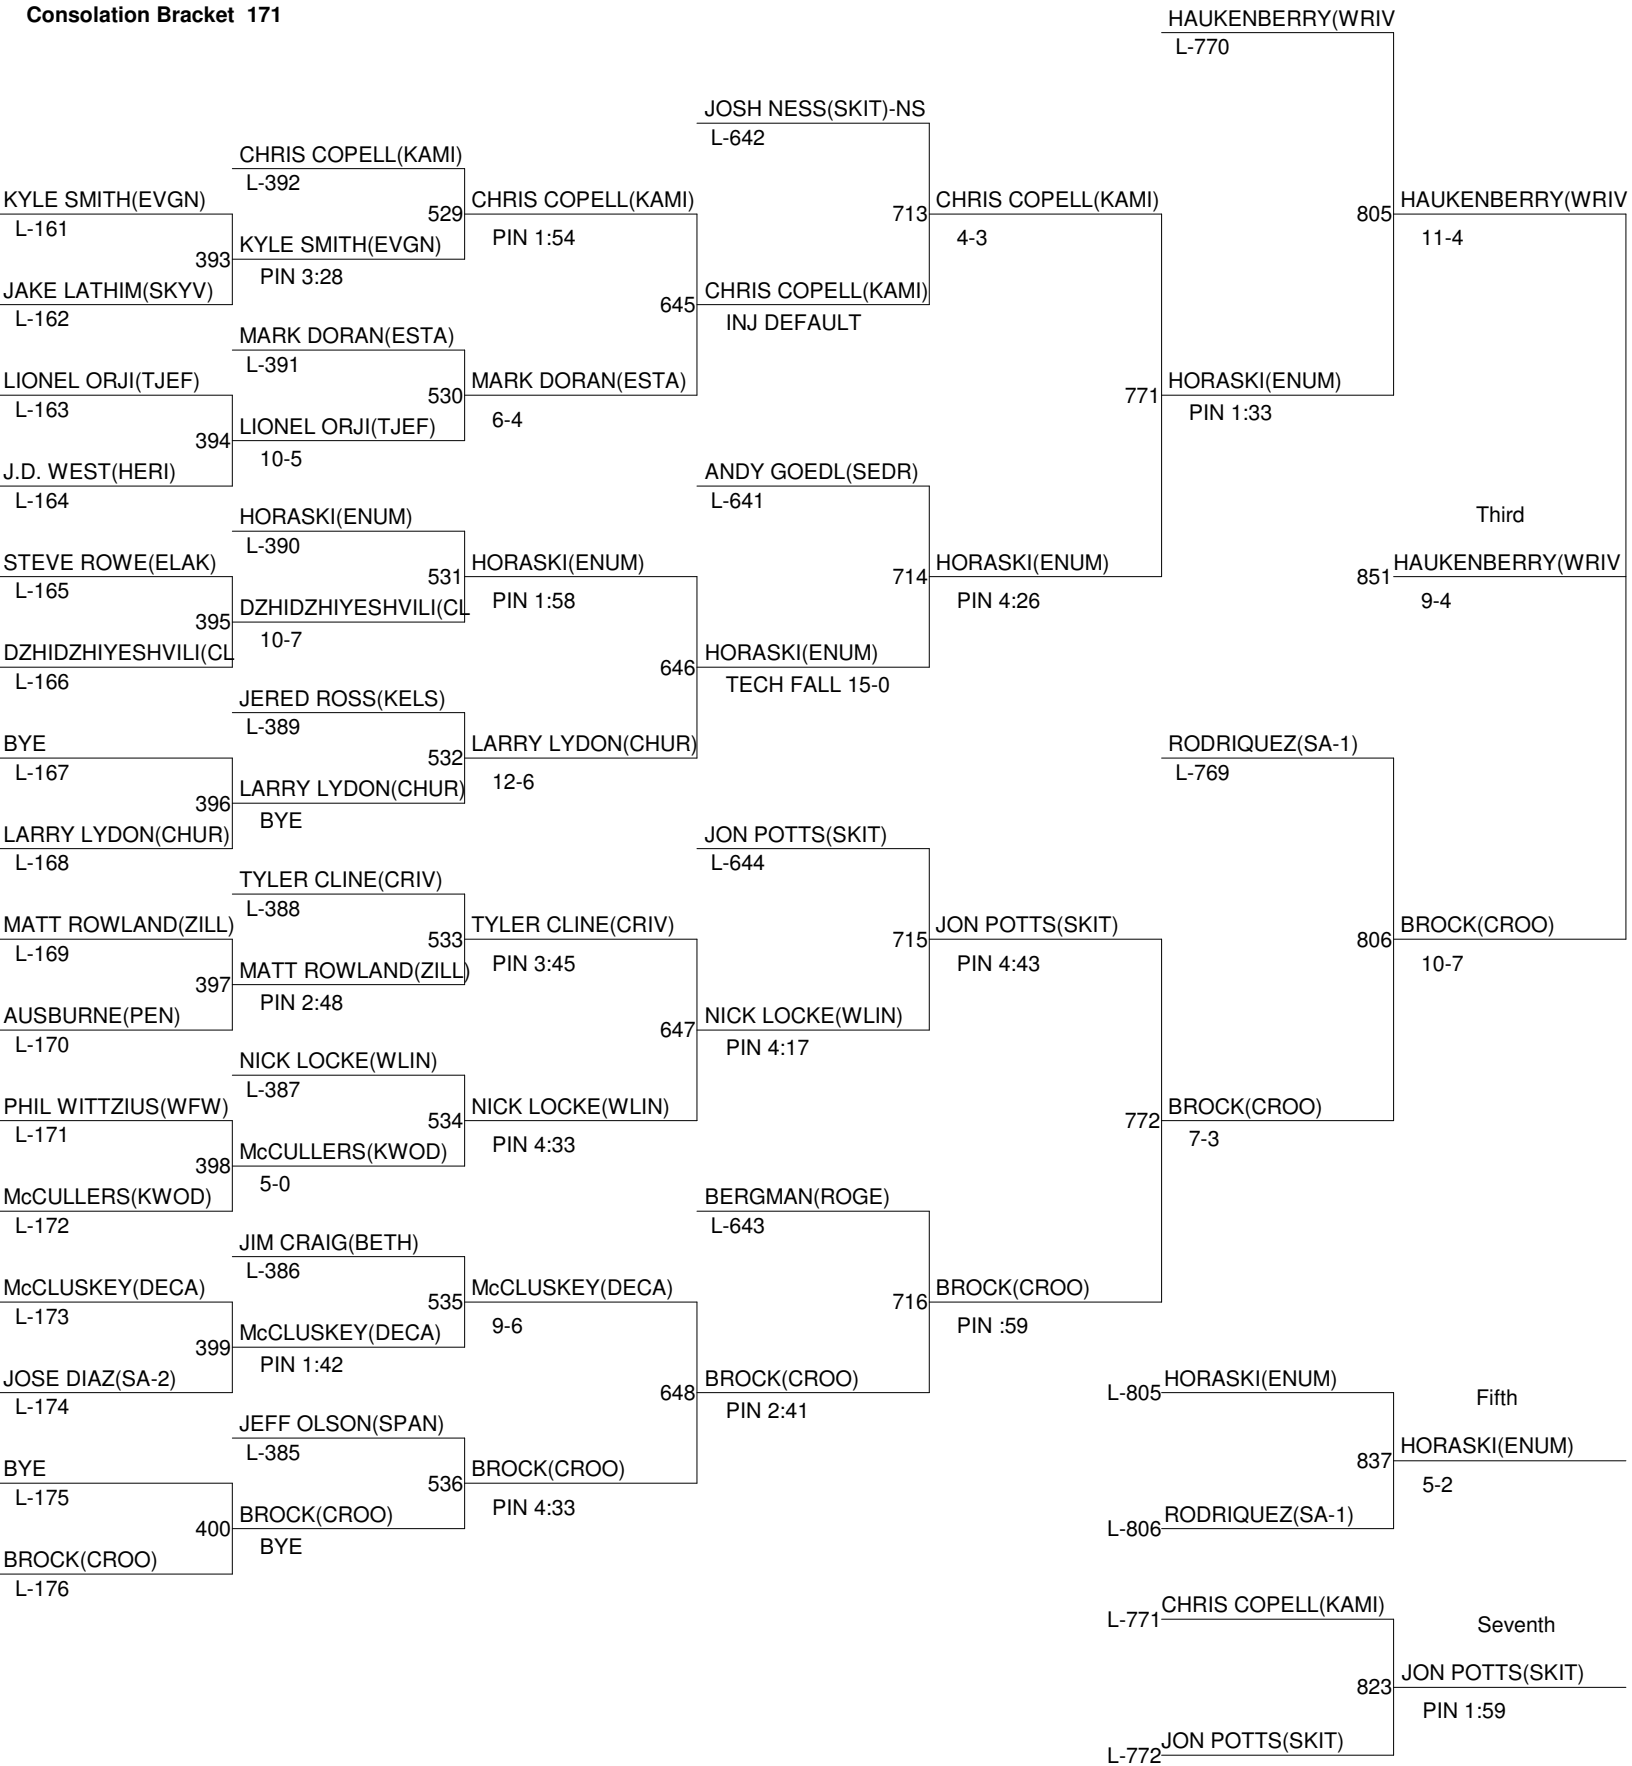 Consolation Bracket 171
HAUKENBERRY(WRIV
L-770
JOSH NESS(SKIT)-NS
L-642
CHRIS COPELL(KAMI)
L-392
KYLE SMITH(EVGN)
L-161
529
CHRIS COPELL(KAMI)
PIN 1:54
713
CHRIS COPELL(KAMI)
4-3
805
HAUKENBERRY(WRIV
11-4
393
KYLE SMITH(EVGN)
PIN 3:28
JAKE LATHIM(SKYV)
L-162
645
CHRIS COPELL(KAMI)
INJ DEFAULT
MARK DORAN(ESTA)
L-391
LIONEL ORJI(TJEF)
L-163
530
MARK DORAN(ESTA)
6-4
771
HORASKI(ENUM)
PIN 1:33
394
LIONEL ORJI(TJEF)
10-5
J.D. WEST(HERI)
L-164
ANDY GOEDL(SEDR)
L-641
HORASKI(ENUM)
L-390
Third
STEVE ROWE(ELAK)
L-165
531
HORASKI(ENUM)
PIN 1:58
714
HORASKI(ENUM)
PIN 4:26
851
HAUKENBERRY(WRIV
9-4
395
DZHIDZHIYESHVILI(CL
10-7
DZHIDZHIYESHVILI(CL
L-166
646
HORASKI(ENUM)
TECH FALL 15-0
JERED ROSS(KELS)
L-389
BYE
L-167
532
LARRY LYDON(CHUR)
12-6
RODRIQUEZ(SA-1)
L-769
396
LARRY LYDON(CHUR)
BYE
LARRY LYDON(CHUR)
L-168
JON POTTS(SKIT)
L-644
TYLER CLINE(CRIV)
L-388
MATT ROWLAND(ZILL)
L-169
533
TYLER CLINE(CRIV)
PIN 3:45
715
JON POTTS(SKIT)
PIN 4:43
806
BROCK(CROO)
10-7
397
MATT ROWLAND(ZILL)
PIN 2:48
AUSBURNE(PEN)
L-170
647
NICK LOCKE(WLIN)
PIN 4:17
NICK LOCKE(WLIN)
L-387
PHIL WITTZIUS(WFW)
L-171
534
NICK LOCKE(WLIN)
PIN 4:33
772
BROCK(CROO)
7-3
398
McCULLERS(KWOD)
5-0
McCULLERS(KWOD)
L-172
BERGMAN(ROGE)
L-643
JIM CRAIG(BETH)
L-386
McCLUSKEY(DECA)
L-173
535
McCLUSKEY(DECA)
9-6
716
BROCK(CROO)
PIN :59
399
McCLUSKEY(DECA)
PIN 1:42
JOSE DIAZ(SA-2)
L-174
648
BROCK(CROO)
PIN 2:41
L-805
HORASKI(ENUM)
Fifth
JEFF OLSON(SPAN)
L-385
837
HORASKI(ENUM)
5-2
BYE
L-175
536
BROCK(CROO)
PIN 4:33
400
BROCK(CROO)
BYE
L-806
RODRIQUEZ(SA-1)
BROCK(CROO)
L-176
L-771
CHRIS COPELL(KAMI)
Seventh
823
JON POTTS(SKIT)
PIN 1:59
L-772
JON POTTS(SKIT)